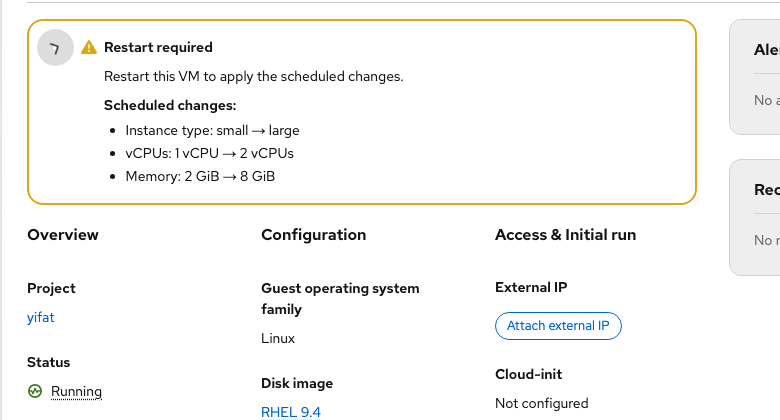 Restart required
Restart this VM to apply the scheduled changes.
Scheduled changes:
• Instance type: small → large
• vCPUs: 1 vCPU → 2 vCPUs
• Memory: 2 GiB → 8 GiB
Overview
Project
yifat
Status
Running
Configuration
Guest operating system
family
Linux
Disk image
RHEL 9.4
Access & Initial run
External IP
Attach external IP
Cloud-init
Not configured
No
No